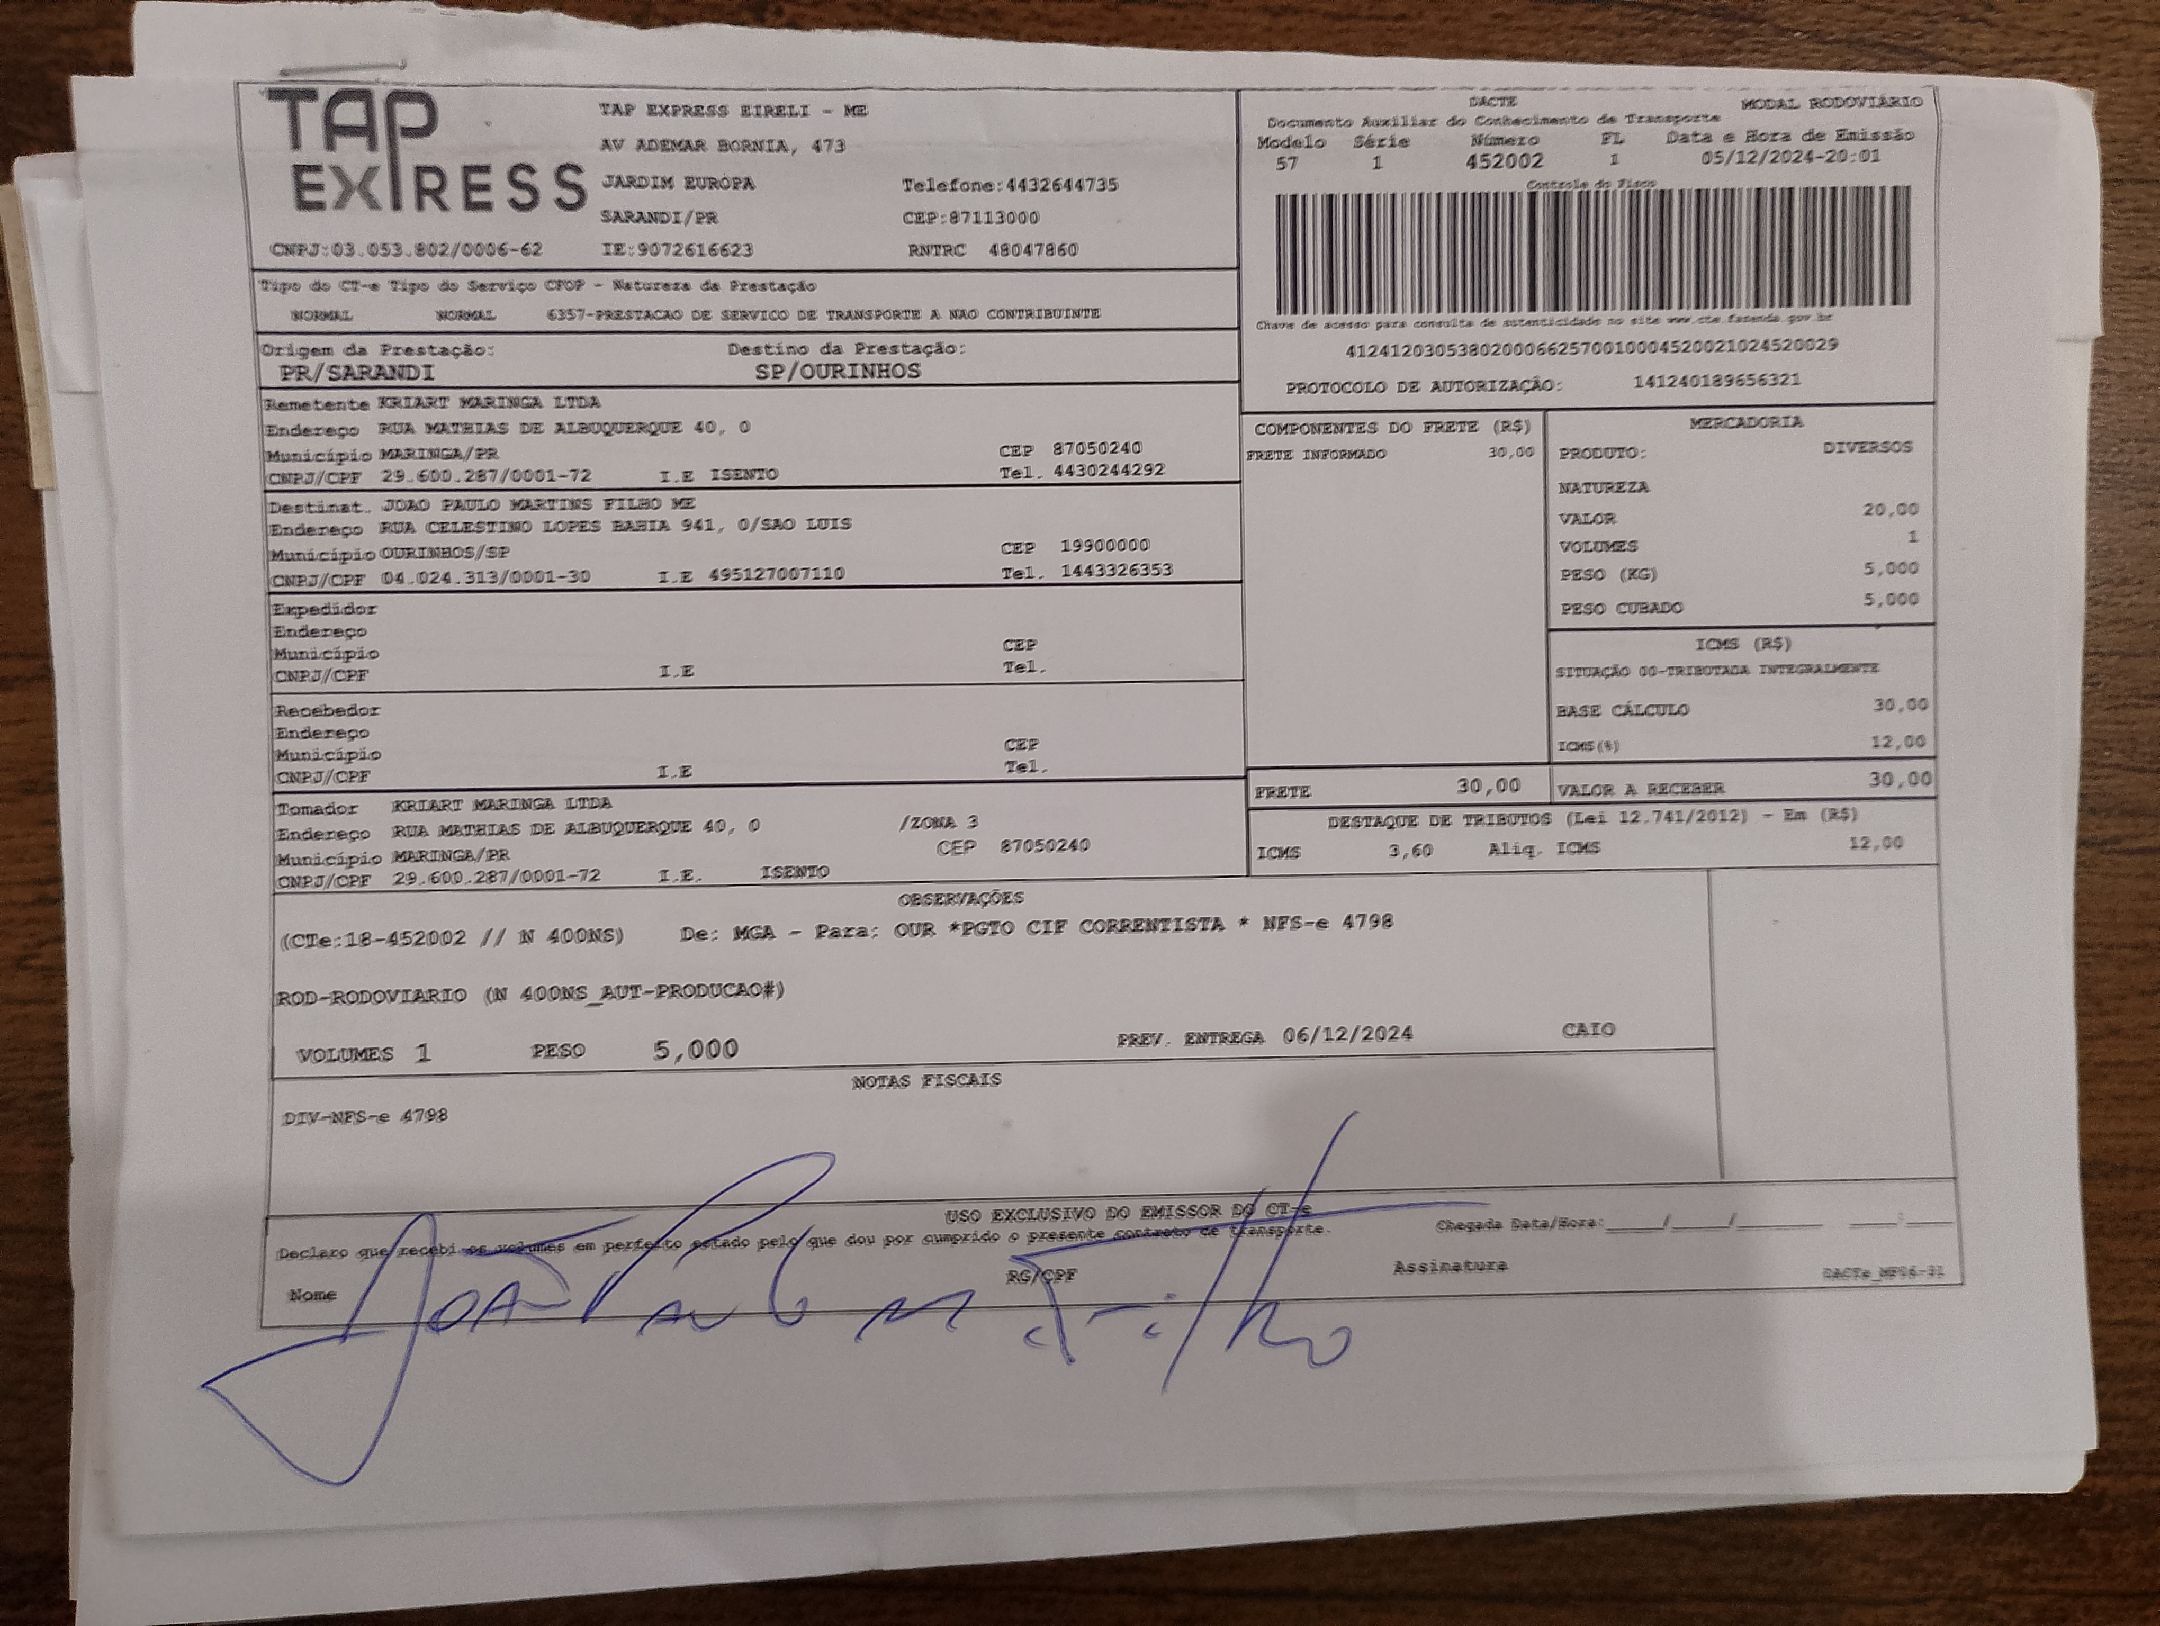 TAP EXPRESS
TAP EXPRESS EIRELI - ME
AV ADEMAR BORNIA, 473
JARDIM EURÓPA Telefone:4432644735
SARANDI/PR CEP:87113000
CNPJ:03.053.802/0006-62 IE:9072616623 RNTRC 48047860
DACTE MODAL RODOVIÁRIO
Documento Auxiliar do Conhecimento de Transporte
Modelo Série Número FL Data e Hora de Emissão
57 1 452002 1 05/12/2024-20:01
Controle do Fisco
Chave de acesso para consulta de autenticidade no site www.cte.fazenda.gov.br
41241203053802000662570010004520021024520029
PROTOCOLO DE AUTORIZAÇÃO: 141240189656321
Tipo do CT-e Tipo do Serviço CFOP - Natureza da Prestação
NORMAL NORMAL 6357-PRESTACAO DE SERVICO DE TRANSPORTE A NAO CONTRIBUINTE
Origem da Prestação: Destino da Prestação:
PR/SARANDI SP/OURINHOS
Remetente KRIART MARINGA LTDA
Endereço RUA MATHIAS DE ALBUQUERQUE 40, 0
Município MARINGA/PR CEP 87050240
CNPJ/CPF 29.600.287/0001-72 I.E ISENTO Tel. 4430244292
Destinat. JOAO PAULO MARTINS FILHO ME
Endereço RUA CELESTINO LOPES BAHIA 941, 0/SAO LUIS
Município OURINHOS/SP CEP 19900000
CNPJ/CPF 04.024.313/0001-30 I.E 495127007110 Tel. 1443326353
Expedidor
Endereço
Município CEP
CNPJ/CPF I.E Tel.
Recebedor
Endereço
Município CEP
CNPJ/CPF I.E Tel.
Tomador KRIART MARINGA LTDA
Endereço RUA MATHIAS DE ALBUQUERQUE 40, 0 /ZONA 3
Município MARINGA/PR CEP 87050240
CNPJ/CPF 29.600.287/0001-72 I.E. ISENTO
COMPONENTES DO FRETE (R$)
FRETE INFORMADO 30,00
MERCADORIA
PRODUTO: DIVERSOS
NATUREZA
VALOR 20,00
VOLUMES 1
PESO (KG) 5,000
PESO CUBADO 5,000
ICMS (R$)
SITUAÇÃO 00-TRIBUTADA INTEGRALMENTE
BASE CÁLCULO 30,00
ICMS(%) 12,00
FRETE 30,00 VALOR A RECEBER 30,00
DESTAQUE DE TRIBUTOS (Lei 12.741/2012) - Em (R$)
ICMS 3,60 Aliq. ICMS 12,00
OBSERVAÇÕES
(CTe:18-452002 // N 400NS) De: MGA - Para: OUR *PGTO CIF CORRENTISTA * NFS-e 4798
ROD-RODOVIARIO (N 400NS_AUT-PRODUCAO#)
VOLUMES 1 PESO 5,000 PREV. ENTREGA 06/12/2024 CAIO
NOTAS FISCAIS
DIV-NFS-e 4798
USO EXCLUSIVO DO EMISSOR DO CT-e
Declaro que recebi os volumes em perfeito estado pelo que dou por cumprido o presente contrato de transporte. Chegada Data/Hora:____/____/______ ____:____
Nome RG/CPF Assinatura
João Paulo M Filho